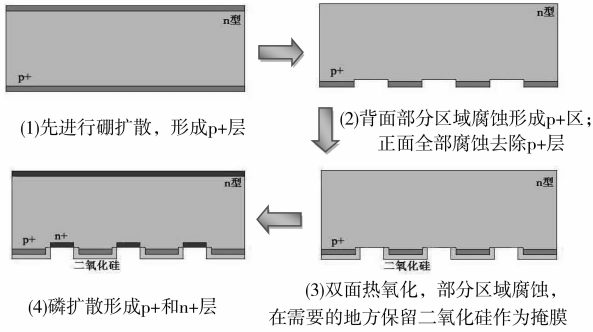 n型
p+
(1)先进行硼扩散，形成p+层
n型
p+
(2)背面部分区域腐蚀形成p+区；
正面全部腐蚀去除p+层
n型
p+
二氧化硅
(3)双面热氧化，部分区域腐蚀，
在需要的地方保留二氧化硅作为掩膜
n型
p+ n+
二氧化硅
(4)磷扩散形成p+和n+层